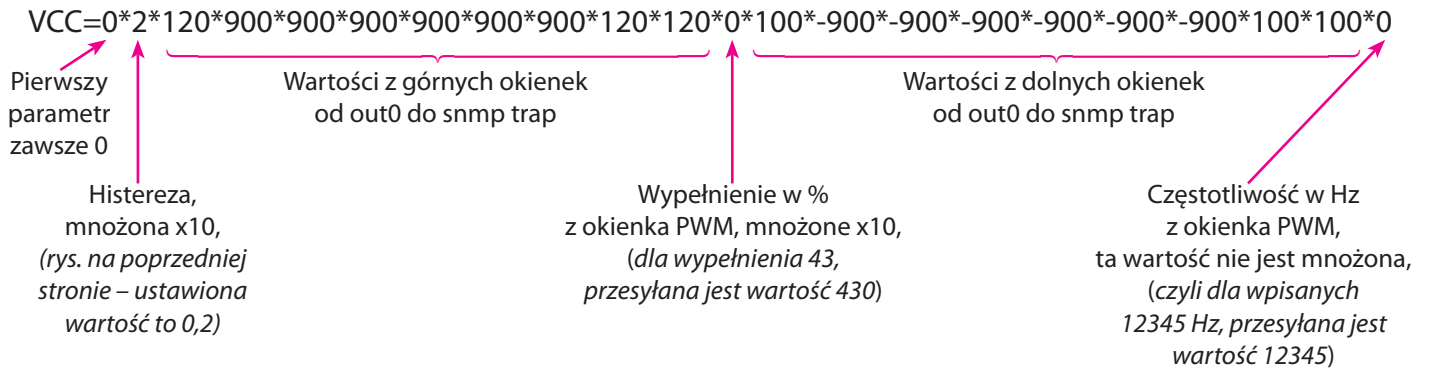 VCC=0*2*120*900*900*900*900*900*900*120*120*0*100*-900*-900*-900*-900*-900*-900*100*100*0
Pierwszy
parametr
zawsze 0
Wartości z górnych okienek
od out0 do snmp trap
Wartości z dolnych okienek
od out0 do snmp trap
Histereza,
mnożona x10,
(rys. na poprzedniej
stronie – ustawiona
wartość to 0,2)
Wypełnienie w %
z okienka PWM, mnożone x10,
(dla wypełnienia 43,
przesyłana jest wartość 430)
Częstotliwość w Hz
z okienka PWM,
ta wartość nie jest mnożona,
(czyli dla wpisanych
12345 Hz, przesyłana jest
wartość 12345)